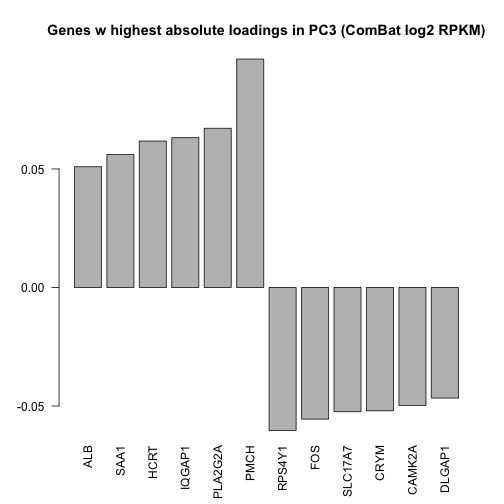 Genes w highest absolute loadings in PC3 (ComBat log2 RPKM)
0.05
0.00
-0.05
ALB
SAA1
HCRT
IQGAP1
PLA2G2A
PMCH
RPS4Y1
FOS
SLC17A7
CRYM
CAMK2A
DLGAP1